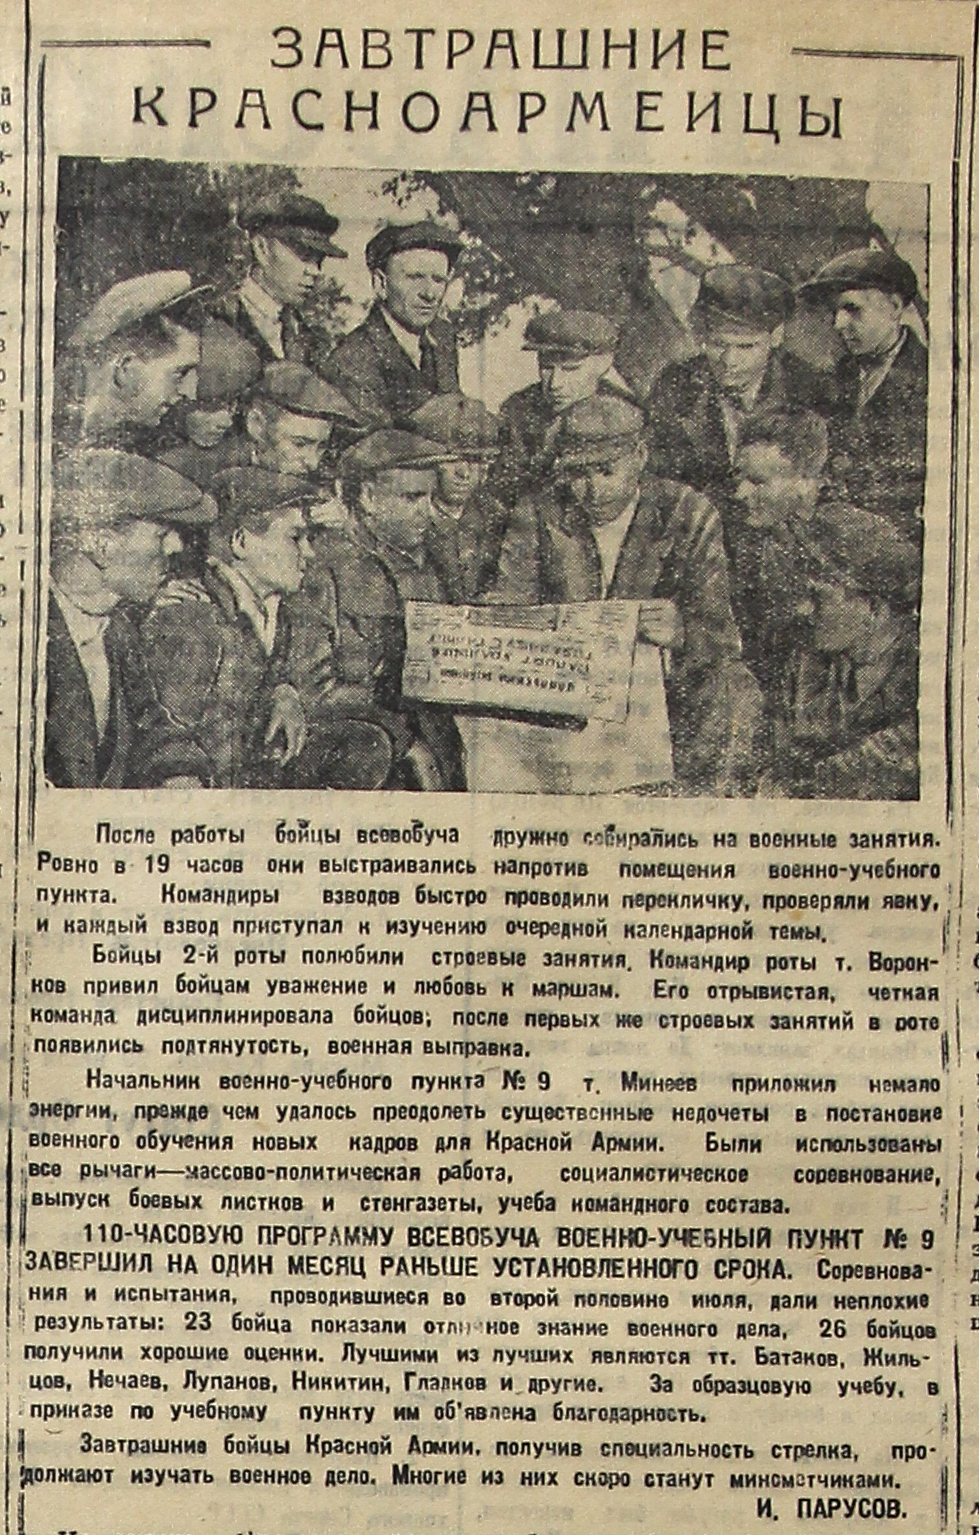 ЗАВТРАШНИЕ
КРАСНОАРМЕЙЦЫ
После работы бойцы всевобуча дружно собирались на военные занятия.
Ровно в 19 часов они выстраивались напротив помещения военно-учебного
пункта. Командиры взводов быстро проводили перекличку, проверяли явку,
и каждый взвод приступал к изучению очередной календарной темы.
Бойцы 2-й роты полюбили строевые занятия. Командир роты т. Ворон-
ков привил бойцам уважение и любовь к маршам. Его отрывистая, четкая
команда дисциплинировала бойцов; после первых же строевых занятий в роте
появились подтянутость, военная выправка.
Начальник военно-учебного пункта № 9 т. Минеев приложил немало
энергии, прежде чем удалось преодолеть существенные недочеты в постановке
военного обучения новых кадров для Красной Армии. Были использованы
все рычаги—массово-политическая работа, социалистическое соревнование,
выпуск боевых листков и стенгазеты, учеба командного состава.
110-ЧАСОВУЮ ПРОГРАММУ ВСЕВОБУЧА ВОЕННО-УЧЕБНЫЙ ПУНКТ № 9
ЗАВЕРШИЛ НА ОДИН МЕСЯЦ РАНЬШЕ УСТАНОВЛЕННОГО СРОКА. Соревнова-
ния и испытания, проводившиеся во второй половине июля, дали неплохие
результаты: 23 бойца показали отличное знание военного дела, 26 бойцов
получили хорошие оценки. Лучшими из лучших являются тт. Батаков, Жиль-
цов, Нечаев, Лупанов, Никитин, Гладков и другие. За образцовую учебу, в
приказе по учебному пункту им об'явлена благодарность.
Завтрашние бойцы Красной Армии, получив специальность стрелка, про-
должают изучать военное дело. Многие из них скоро станут минометчиками.
И. ПАРУСОВ.